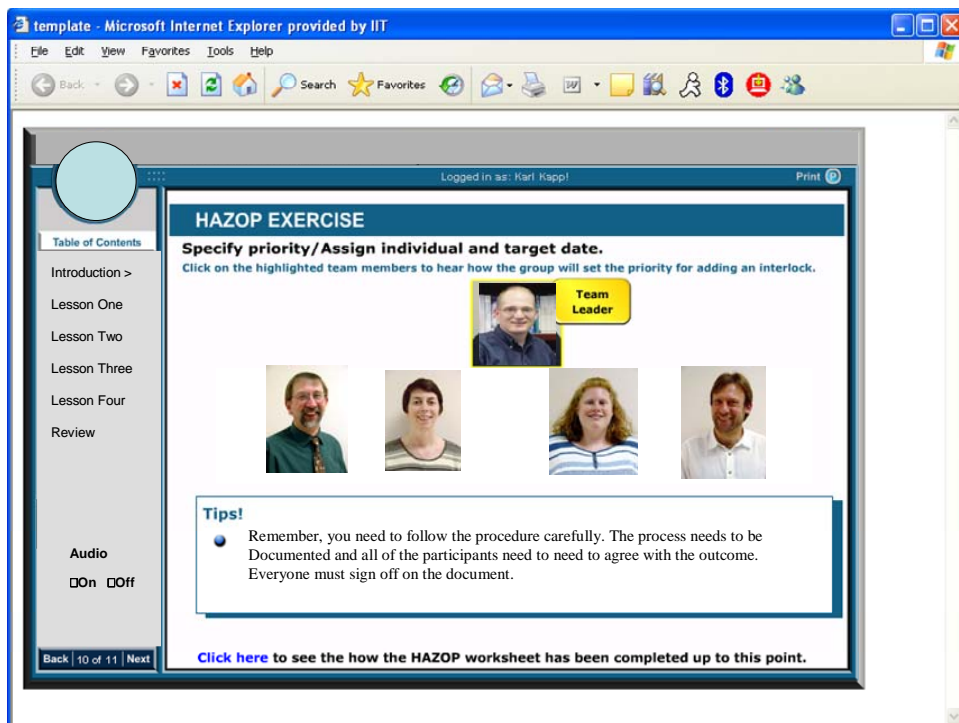 template - Microsoft Internet Explorer provided by IIT
File Edit View Favorites Tools Help
Back Search Favorites
Logged in as: Karl Kapp! Print P
HAZOP EXERCISE
Table of Contents
Introduction >
Lesson One
Lesson Two
Lesson Three
Lesson Four
Review
Audio
On Off
Back 10 of 11 Next
Specify priority/Assign individual and target date.
Click on the highlighted team members to hear how the group will set the priority for adding an interlock.
Team
Leader
Tips!
Remember, you need to follow the procedure carefully. The process needs to be
Documented and all of the participants need to need to agree with the outcome.
Everyone must sign off on the document.
Click here to see the how the HAZOP worksheet has been completed up to this point.